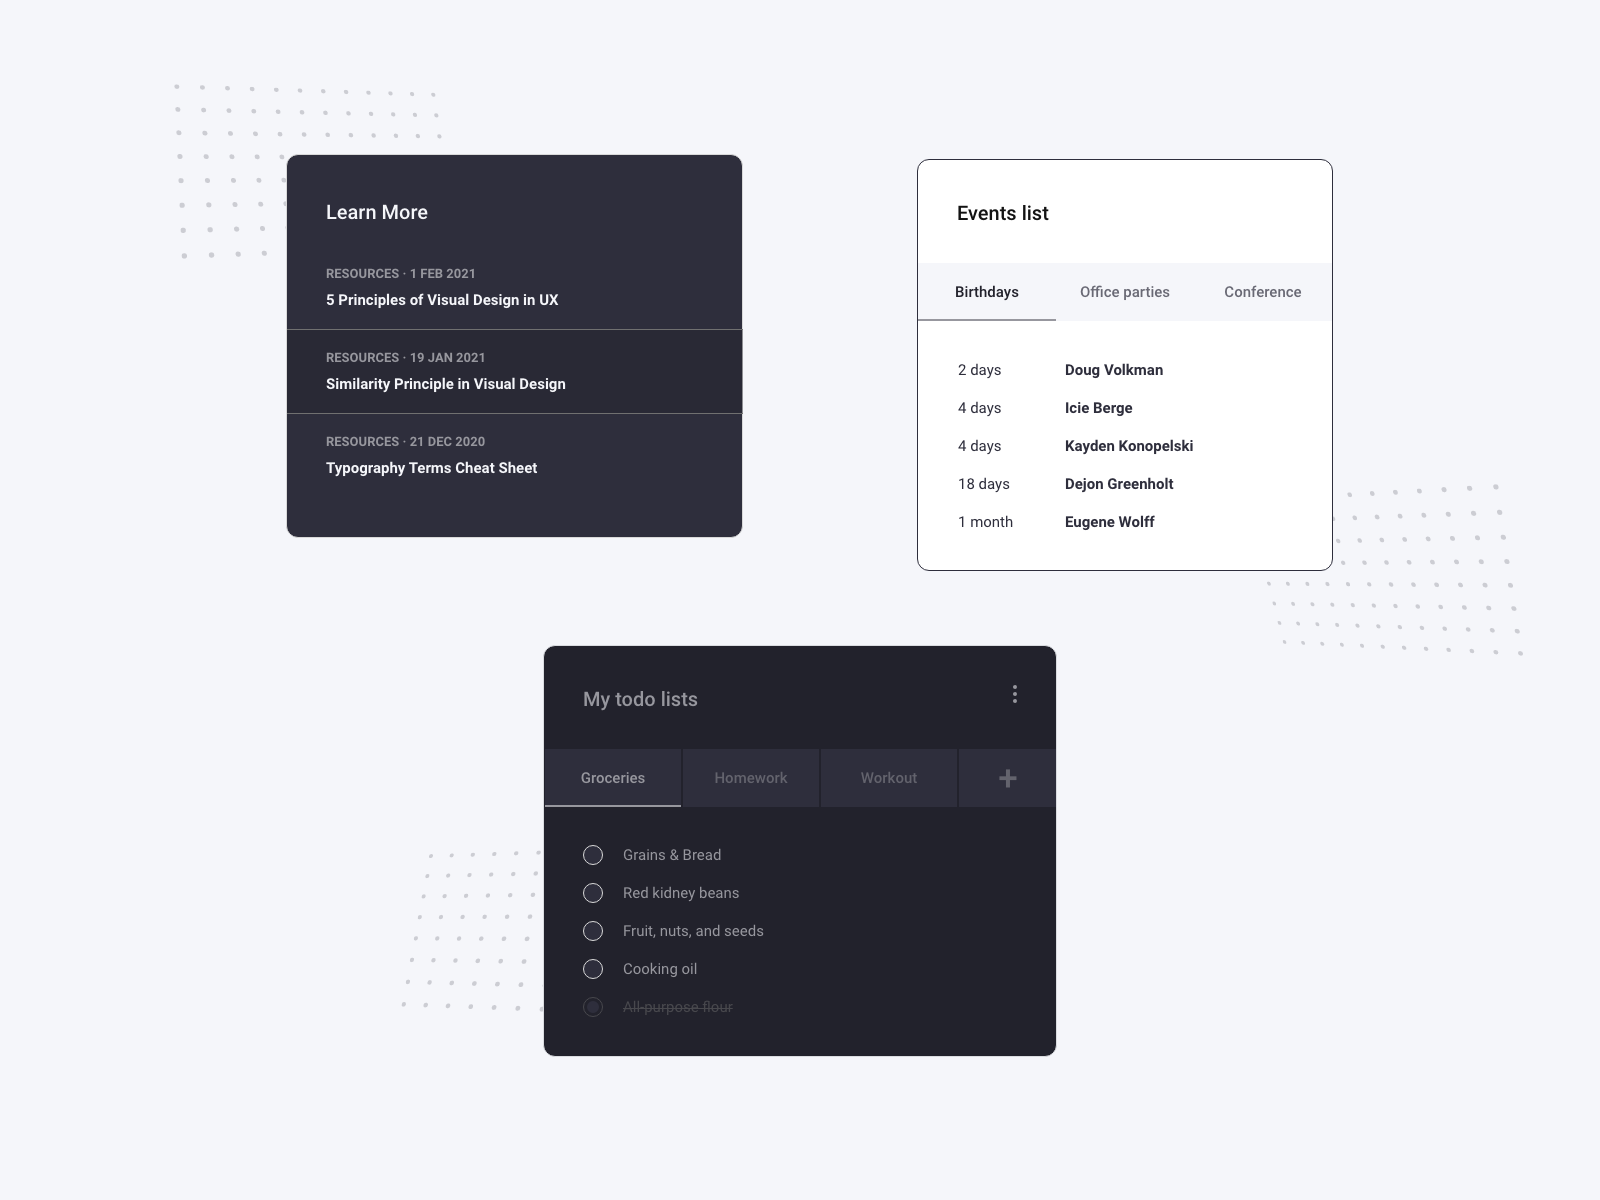 Learn More
RESOURCES · 1 FEB 2021
5 Principles of Visual Design in UX
RESOURCES · 19 JAN 2021
Similarity Principle in Visual Design
RESOURCES · 21 DEC 2020
Typography Terms Cheat Sheet
Events list
Birthdays Office parties Conference
2 days Doug Volkman
4 days Icie Berge
4 days Kayden Konopelski
18 days Dejon Greenholt
1 month Eugene Wolff
My todo lists
Groceries Homework Workout
Grains & Bread
Red kidney beans
Fruit, nuts, and seeds
Cooking oil
All-purpose flour